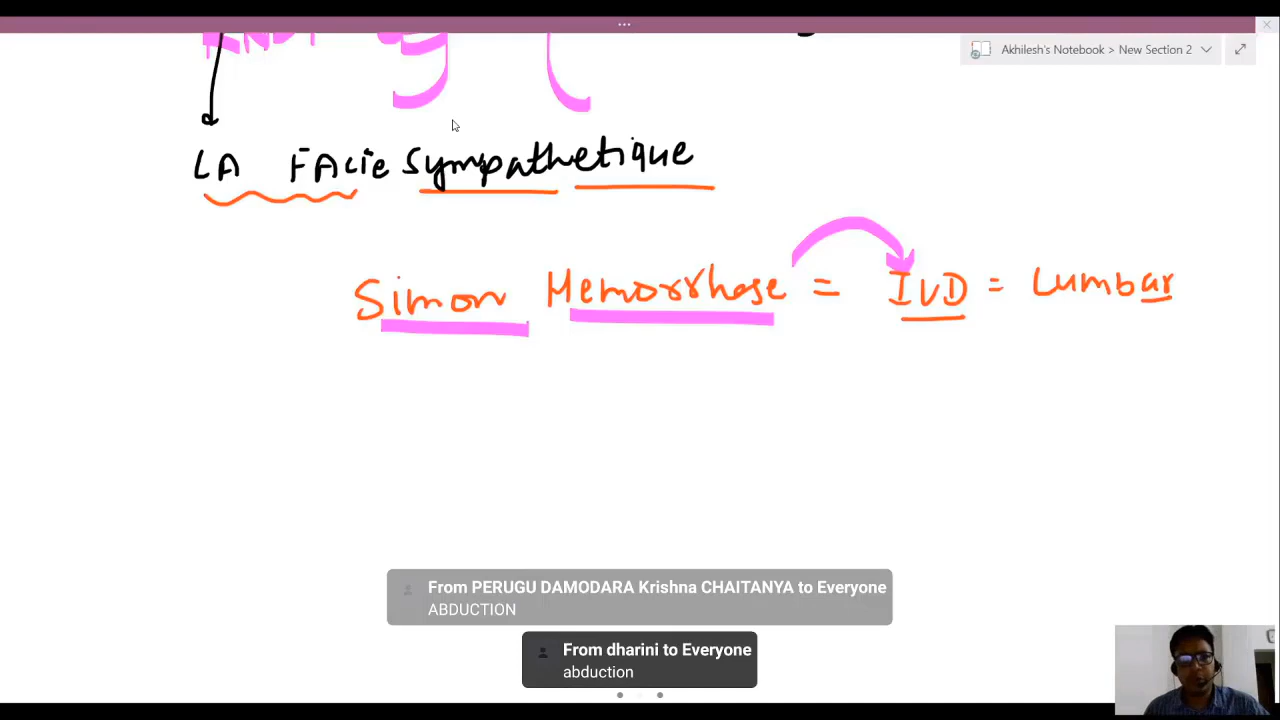 Akhilesh's Notebook > New Section 2
LA FAcie Sympathetique
Simon Hemorrhage = IVD = Lumbar
From PERUGU DAMODARA Krishna CHAITANYA to Everyone
ABDUCTION
From dharini to Everyone
abduction